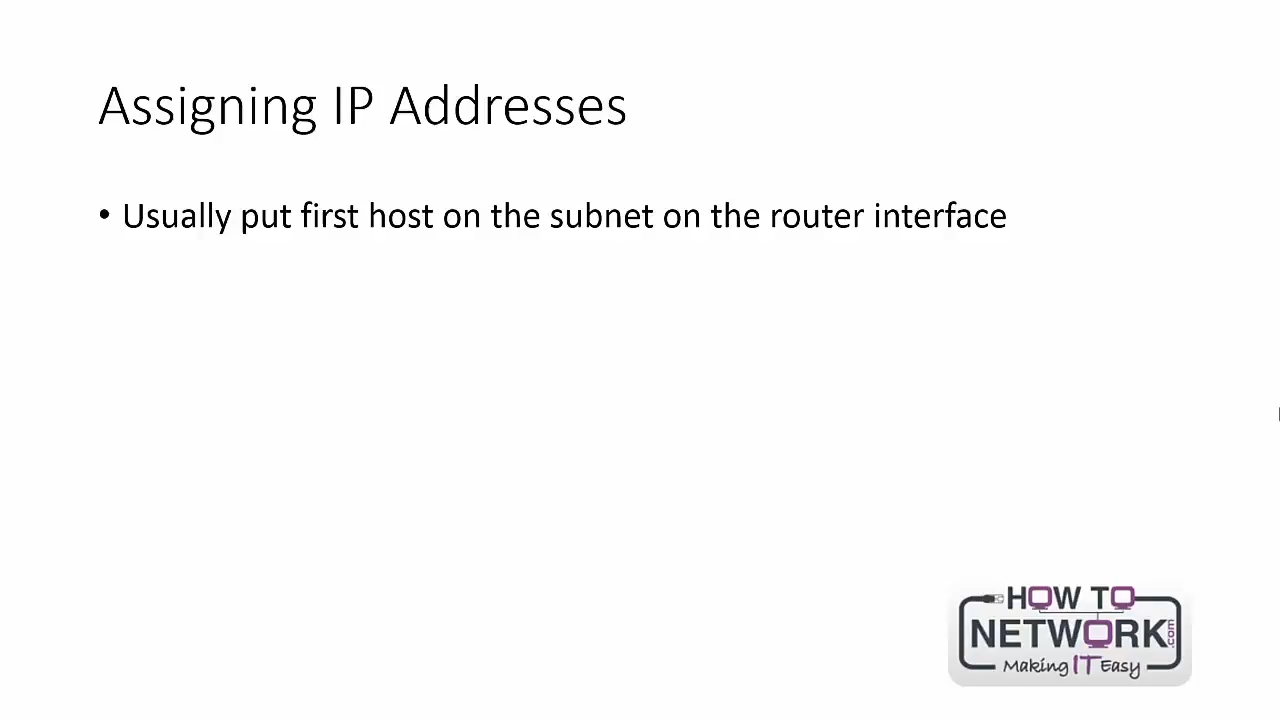 Assigning IP Addresses
• Usually put first host on the subnet on the router interface
HOW TO
NETWORK.com
Making IT Easy